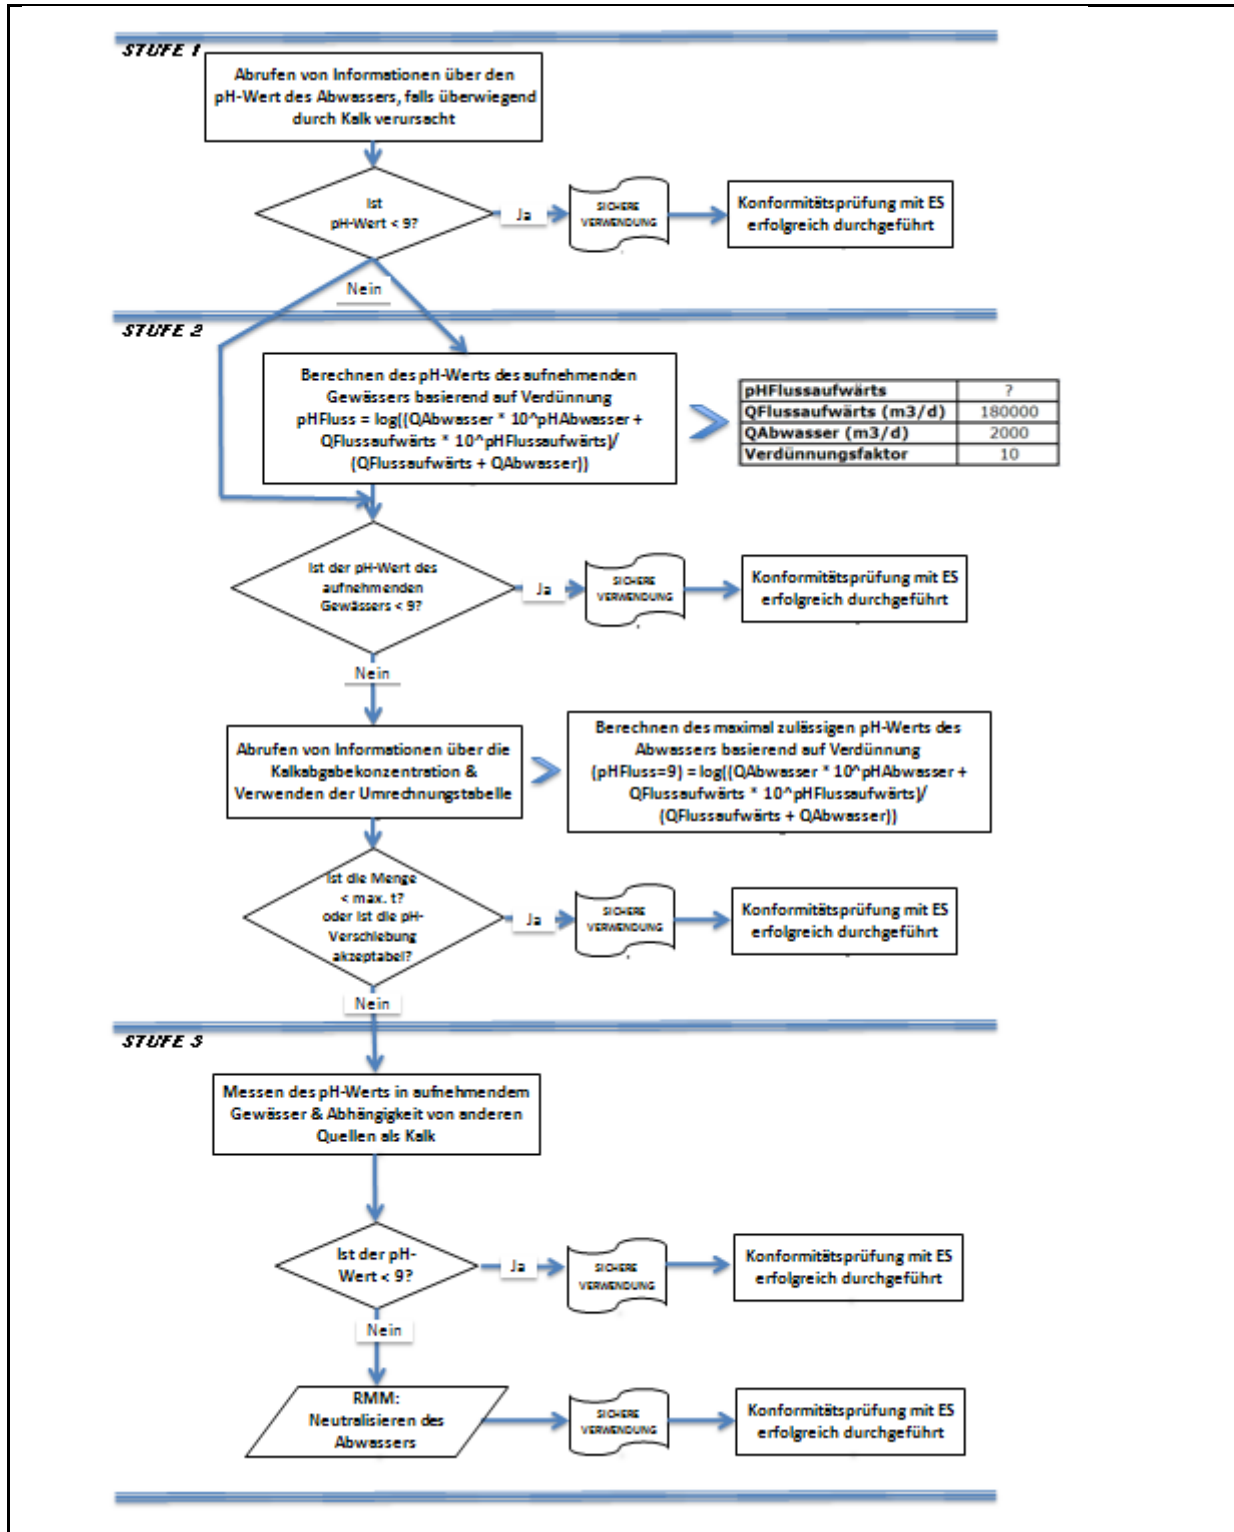 STUFE 1
Abrufen von Informationen über den
pH-Wert des Abwassers, falls überwiegend
durch Kalk verursacht
Ist
pH-Wert < 9?
Ja
SICHERE
VERWENDUNG
Konformitätsprüfung mit ES
erfolgreich durchgeführt
Nein
STUFE 2
Berechnen des pH-Werts des aufnehmenden
Gewässers basierend auf Verdünnung
pHFluss = log((QAbwasser * 10^pHAbwasser +
QFlussaufwärts * 10^pHFlussaufwärts)/
(QFlussaufwärts + QAbwasser))
pHFlussaufwärts ?
QFlussaufwärts (m3/d) 180000
QAbwasser (m3/d) 2000
Verdünnungsfaktor 10
Ist der pH-Wert des
aufnehmenden
Gewässers < 9?
Ja
SICHERE
VERWENDUNG
Konformitätsprüfung mit ES
erfolgreich durchgeführt
Nein
Abrufen von Informationen über die
Kalkabgabekonzentration &
Verwenden der Umrechnungstabelle
Berechnen des maximal zulässigen pH-Werts des
Abwassers basierend auf Verdünnung
(pHFluss=9) = log((QAbwasser * 10^pHAbwasser +
QFlussaufwärts * 10^pHFlussaufwärts)/
(QFlussaufwärts + QAbwasser))
Ist die Menge
< max. t?
oder ist die pH-
Verschiebung
akzeptabel?
Ja
SICHERE
VERWENDUNG
Konformitätsprüfung mit ES
erfolgreich durchgeführt
Nein
STUFE 3
Messen des pH-Werts in aufnehmendem
Gewässer & Abhängigkeit von anderen
Quellen als Kalk
Ist der pH-
Wert < 9?
Ja
SICHERE
VERWENDUNG
Konformitätsprüfung mit ES
erfolgreich durchgeführt
Nein
RMM:
Neutralisieren des
Abwassers
SICHERE
VERWENDUNG
Konformitätsprüfung mit ES
erfolgreich durchgeführt